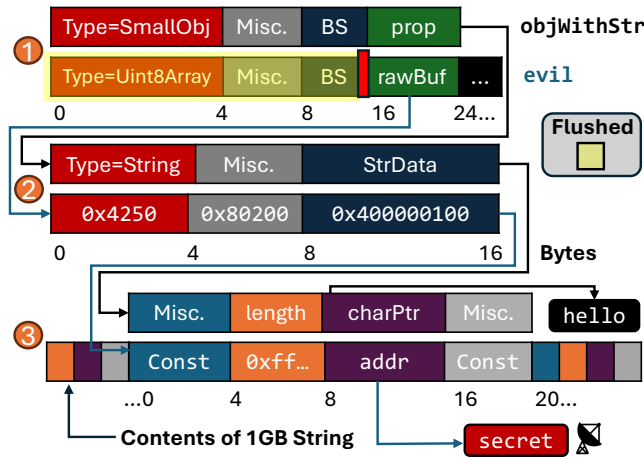 Type=SmallObj Misc. BS prop objWithStr
1
Type=Uint8Array Misc. BS rawBuf ... evil
0 4 8 16 24...
Flushed
Type=String Misc. StrData
2
0x4250 0x80200 0x400000100
0 4 8 16 Bytes
Misc. length charPtr Misc. hello
3
Const 0xff… addr Const
...0 4 8 16 20...
Contents of 1GB String secret